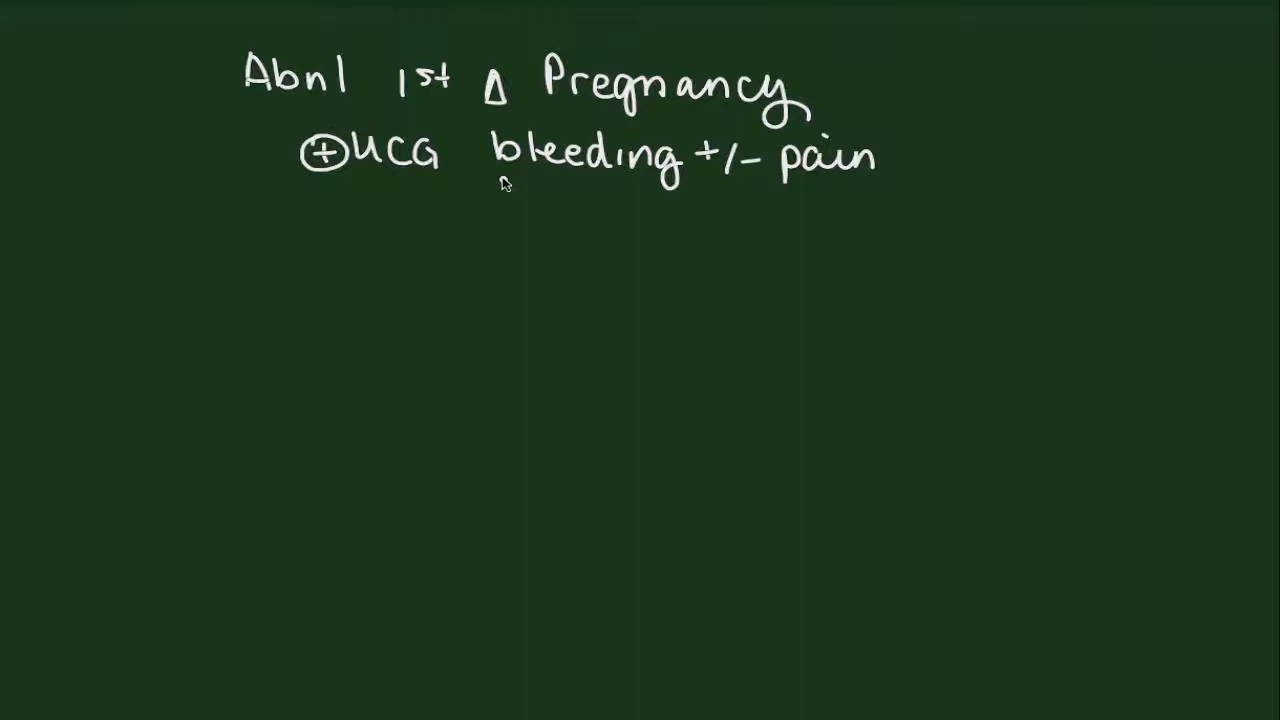 Abnl 1st Δ Pregnancy
⊕ UCG bleeding +/- pain